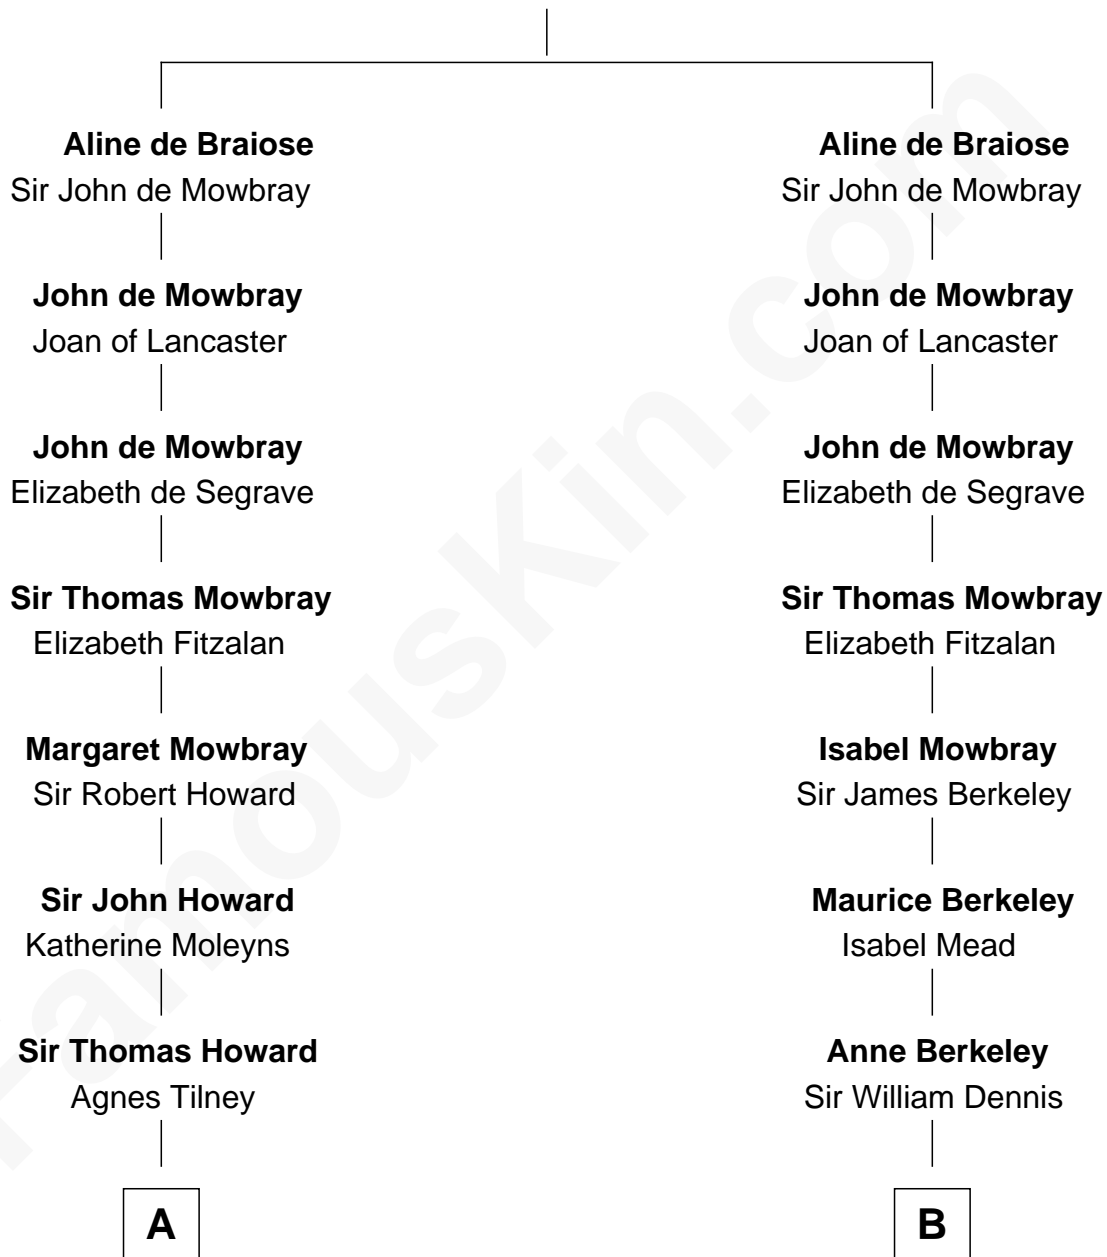 Aline de Braiose
Sir John de Mowbray
John de Mowbray
Joan of Lancaster
John de Mowbray
Elizabeth de Segrave
Sir Thomas Mowbray
Elizabeth Fitzalan
Margaret Mowbray
Sir Robert Howard
Sir John Howard
Katherine Moleyns
Sir Thomas Howard
Agnes Tilney
A
Aline de Braiose
Sir John de Mowbray
John de Mowbray
Joan of Lancaster
John de Mowbray
Elizabeth de Segrave
Sir Thomas Mowbray
Elizabeth Fitzalan
Isabel Mowbray
Sir James Berkeley
Maurice Berkeley
Isabel Mead
Anne Berkeley
Sir William Dennis
B
FamousKin.com